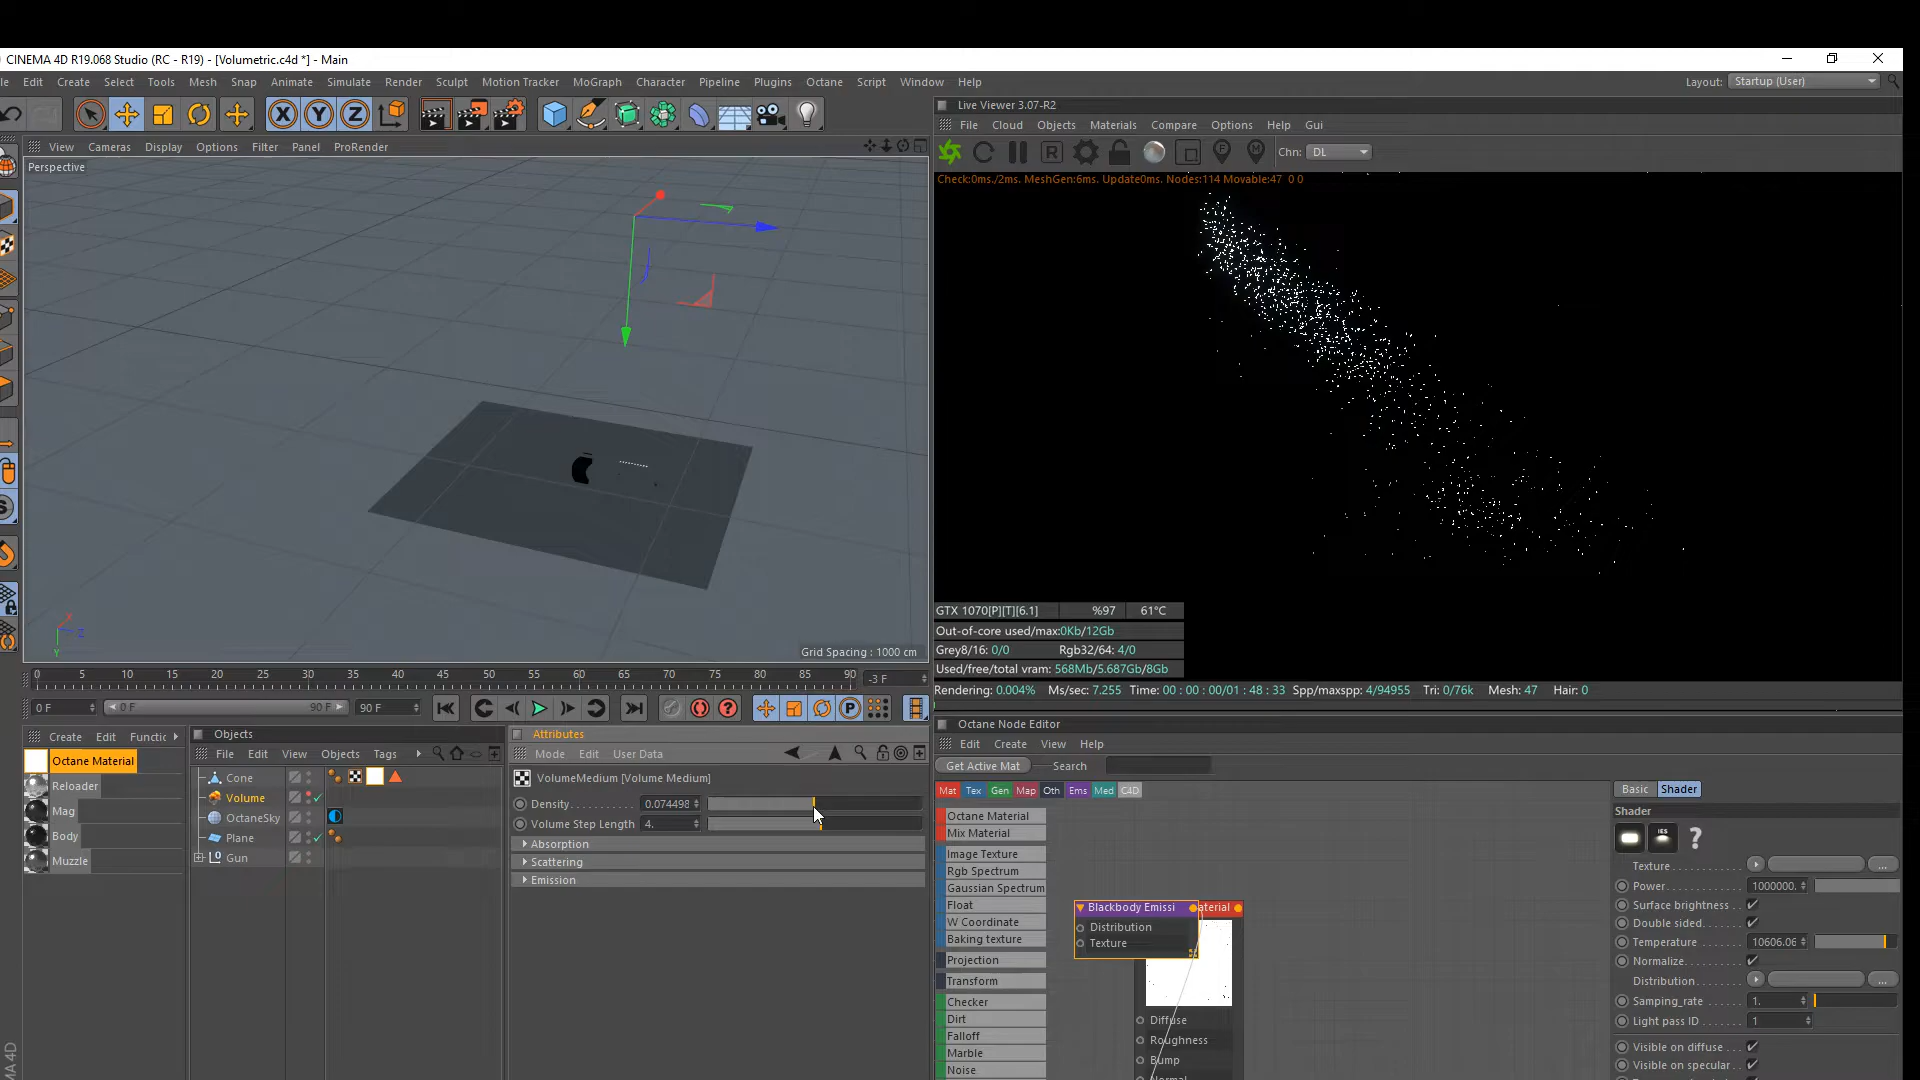 CINEMA 4D R19.068 Studio (RC - R19) - [Volumetric.c4d *] - Main
le Edit Create Select Tools Mesh Snap Animate Simulate Render Sculpt Motion Tracker MoGraph Character Pipeline Plugins Octane Script Window Help
Layout: Startup (User)
Live Viewer 3.07-R2
File Cloud Objects Materials Compare Options Help Gui
View Cameras Display Options Filter Panel ProRender
Chn: DL
Perspective
Check:0ms./2ms. MeshGen:6ms. Update0ms. Nodes:114 Movable:47 0 0
Grid Spacing : 1000 cm
GTX 1070[P][T][6.1] %97 61°C
Out-of-core used/max:0Kb/12Gb
Grey8/16: 0/0 Rgb32/64: 4/0
Used/free/total vram: 568Mb/5.687Gb/8Gb
Rendering: 0.004% Ms/sec: 7.255 Time: 00 : 00 : 00/01 : 48 : 33 Spp/maxspp: 4/94955 Tri: 0/76k Mesh: 47 Hair: 0
0 5 10 15 20 25 30 35 40 45 50 55 60 65 70 75 80 85 90
-3 F
0 F 0 F 90 F 90 F
Create Edit Functic
Octane Material
Reloader
Mag
Body
Muzzle
Objects
File Edit View Objects Tags
Cone
Volume
OctaneSky
Plane
Gun
Attributes
Mode Edit User Data
VolumeMedium [Volume Medium]
Density 0.074498
Volume Step Length 4.
Absorption
Scattering
Emission
Octane Node Editor
Edit Create View Help
Get Active Mat Search
Mat Tex Gen Map Oth Ems Med C4D
Octane Material
Mix Material
Image Texture
Rgb Spectrum
Gaussian Spectrum
Float
W Coordinate
Baking texture
Projection
Transform
Checker
Dirt
Falloff
Marble
Noise
Blackbody Emissi
aterial
Distribution
Texture
Diffuse
Roughness
Bump
Normal
Basic Shader
Shader
IES
?
Texture ...
Power 1000000.
Surface brightness
Double sided
Temperature 10606.06
Normalize
Distribution ...
Samping_rate 1.
Light pass ID 1
Visible on diffuse
Visible on specular
MA 4D